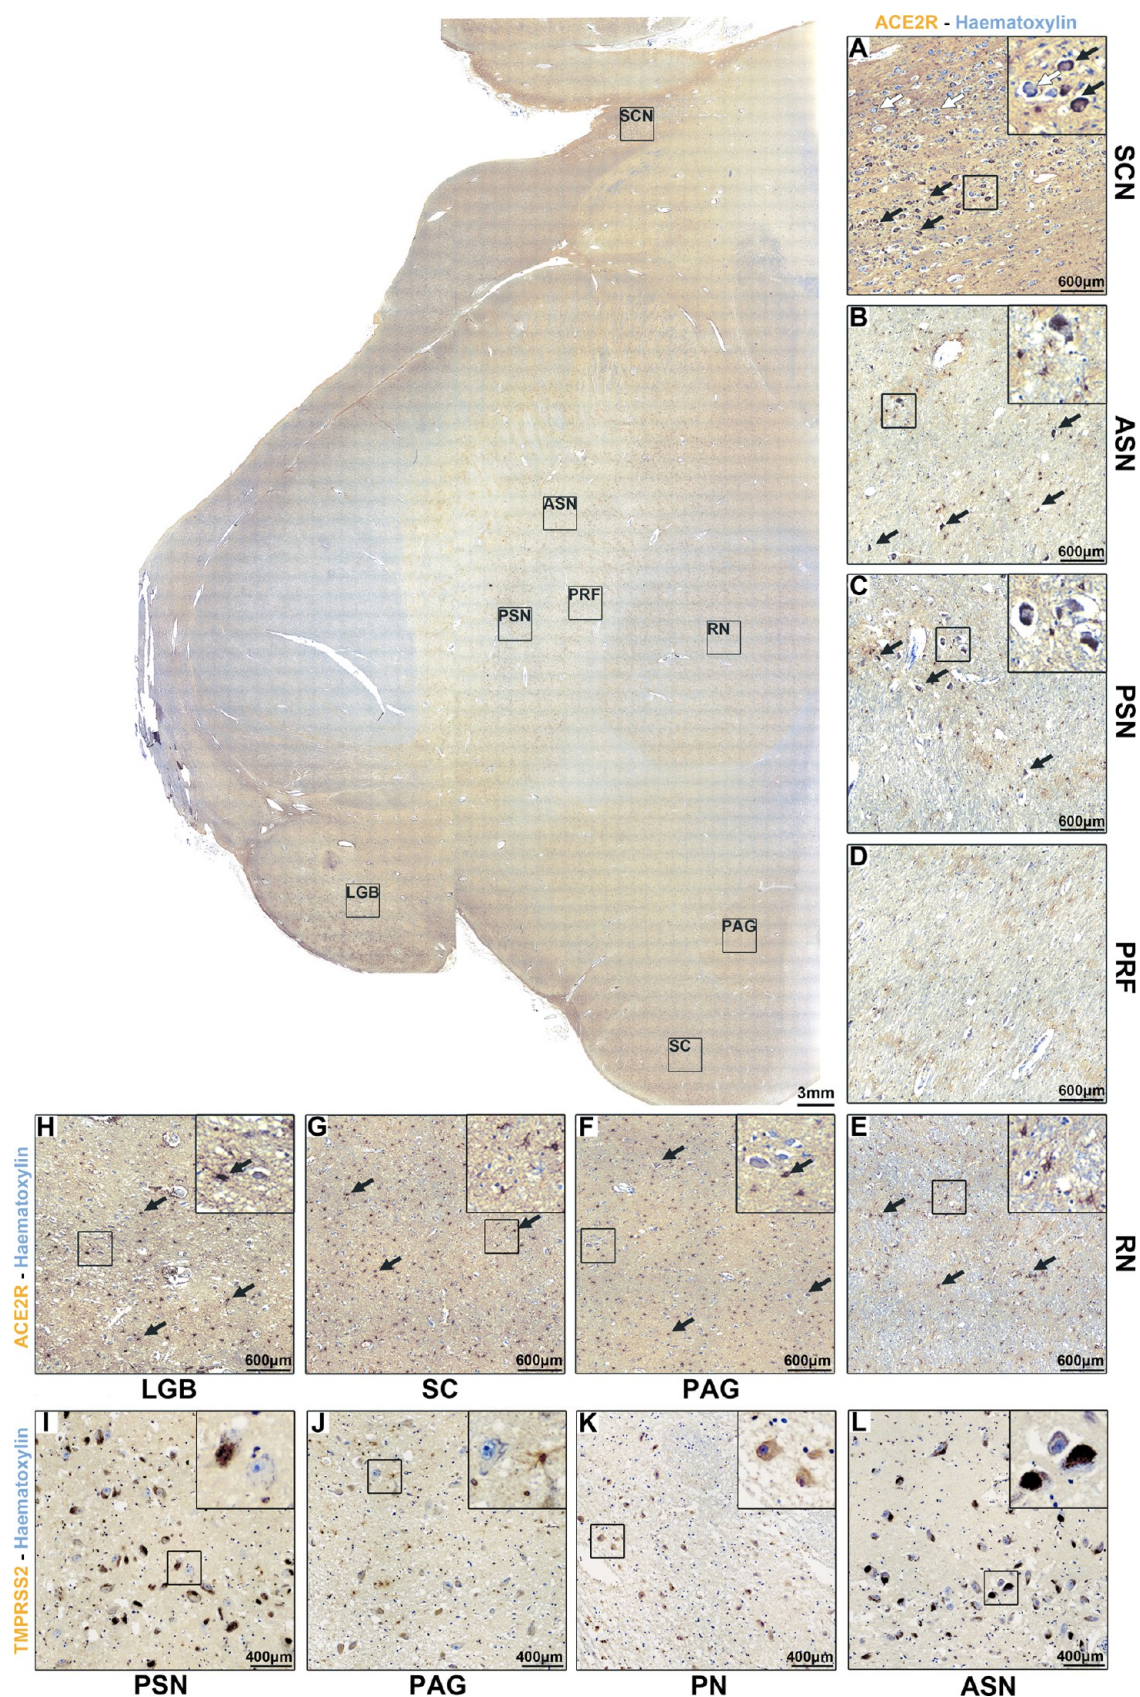 ACE2R - Haematoxylin
SCN
ASN
PRF
PSN
RN
LGB
PAG
SC
3mm
A
600µm
SCN
B
600µm
ASN
C
600µm
PSN
D
600µm
PRF
H
600µm
LGB
G
600µm
SC
F
600µm
PAG
E
600µm
RN
ACE2R - Haematoxylin
I
400µm
PSN
J
400µm
PAG
K
400µm
PN
L
400µm
ASN
TMPRSS2 - Haematoxylin